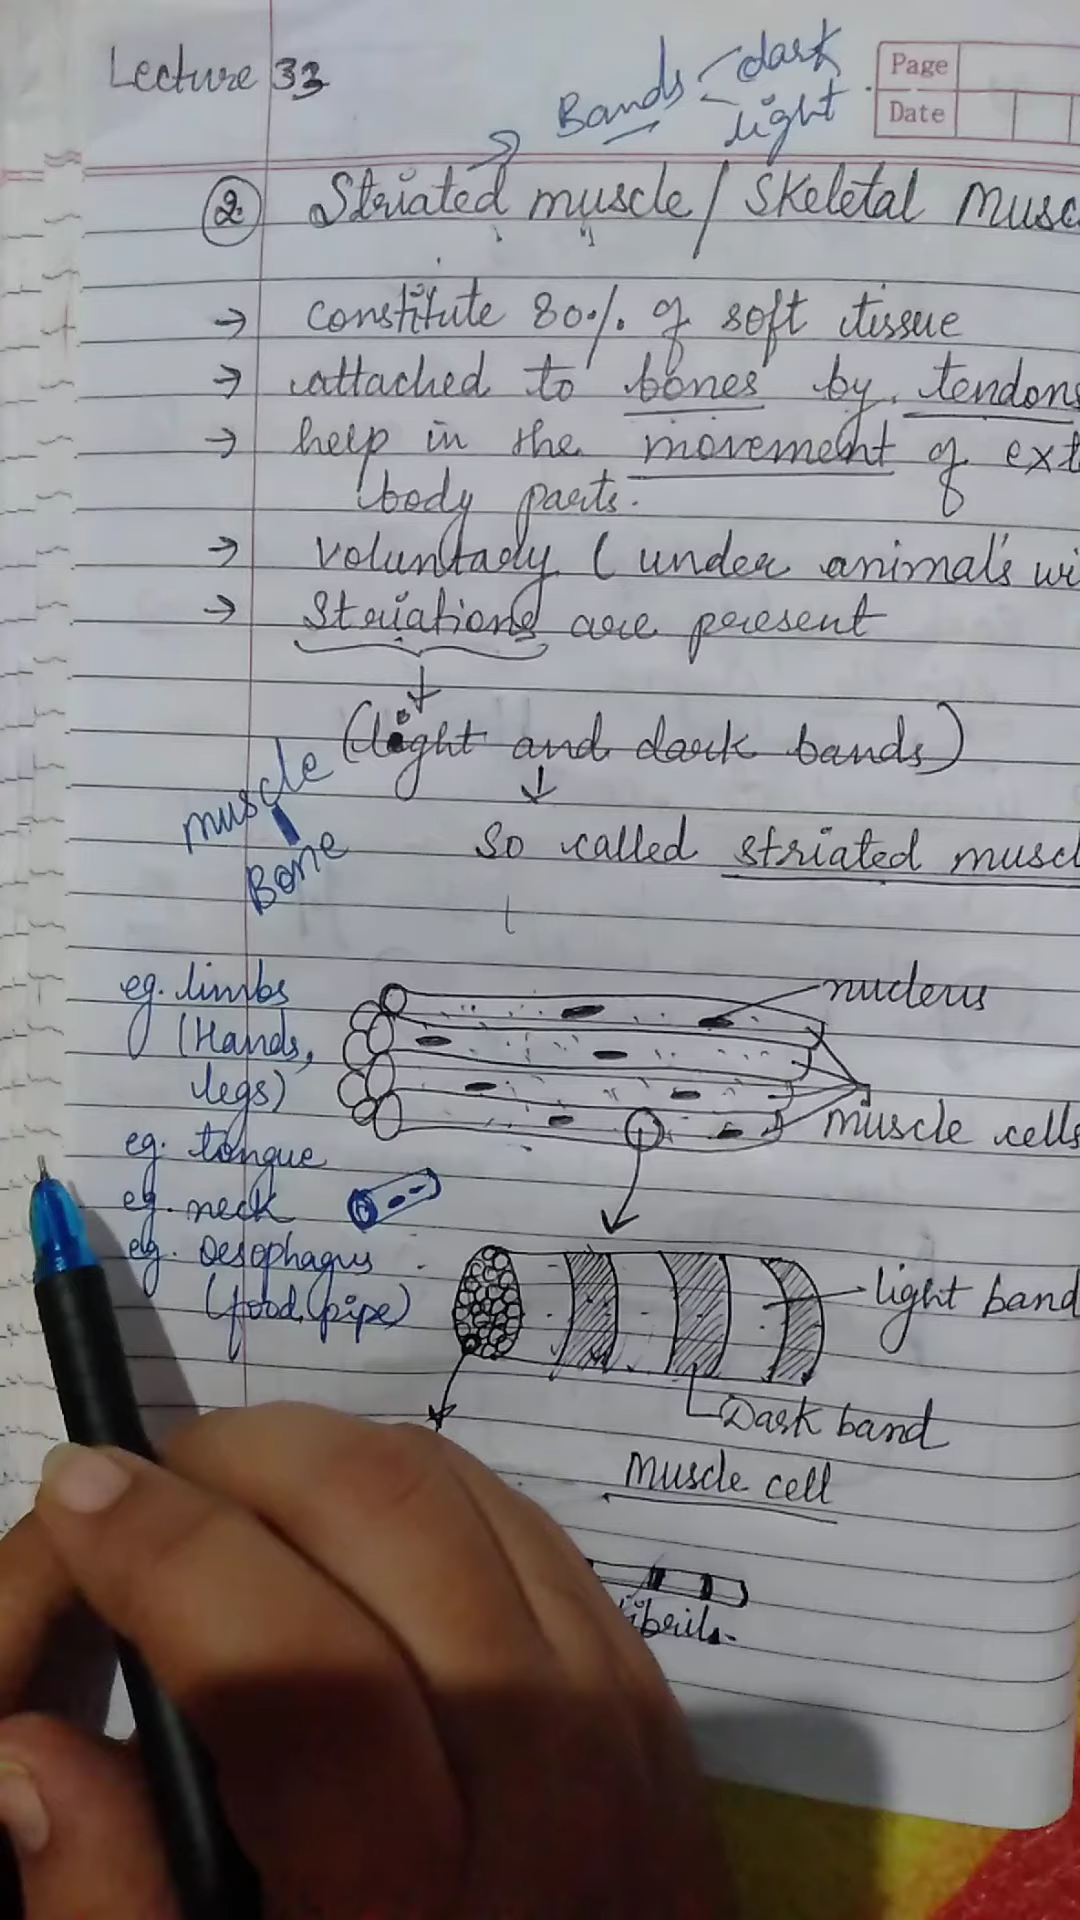 Lecture 33
Bands dark
light
Page
Date
② Striated muscle / Skeletal Musc
→ constitute 80% of soft tissue
→ attached to bones by tendons
→ help in the movement of ext
body parts.
→ voluntary (under animal's wi
→ Striations are present
↓
(light and dark bands)
↓
muscle
Bone
So called striated muscl
eg. limbs
(Hands,
legs)
eg. tongue
eg. neck
eg. Oesophagus
(food pipe)
nucleus
muscle cells
light band
Dark band
Muscle cell
ibrils.